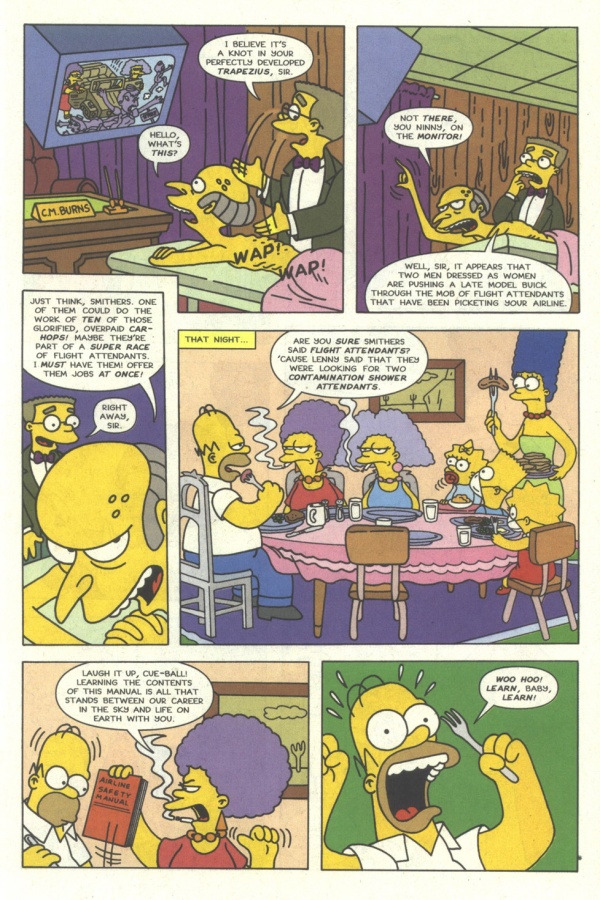 I BELIEVE IT'S
A KNOT IN YOUR
PERFECTLY DEVELOPED
TRAPEZIUS, SIR.
HELLO,
WHAT'S
THIS?
C.M. BURNS
WAP!
WAP!
NOT THERE,
YOU NINNY, ON
THE MONITOR!
WELL, SIR, IT APPEARS THAT
TWO MEN DRESSED AS WOMEN
ARE PUSHING A LATE MODEL BUICK
THROUGH THE MOB OF FLIGHT ATTENDANTS
THAT HAVE BEEN PICKETING YOUR AIRLINE.
JUST THINK, SMITHERS. ONE
OF THEM COULD DO THE
WORK OF TEN OF THOSE
GLORIFIED, OVERPAID CAR-
HOPS! MAYBE THEY'RE
PART OF A SUPER RACE
OF FLIGHT ATTENDANTS.
I MUST HAVE THEM! OFFER
THEM JOBS AT ONCE!
RIGHT
AWAY,
SIR.
THAT NIGHT...
ARE YOU SURE SMITHERS
SAID FLIGHT ATTENDANTS?
'CAUSE LENNY SAID THAT THEY
WERE LOOKING FOR TWO
CONTAMINATION SHOWER
ATTENDANTS.
LAUGH IT UP, CUE-BALL!
LEARNING THE CONTENTS
OF THIS MANUAL IS ALL THAT
STANDS BETWEEN OUR CAREER
IN THE SKY AND LIFE ON
EARTH WITH YOU.
AIRLINE
SAFETY
MANUAL
WOO HOO!
LEARN, BABY,
LEARN!